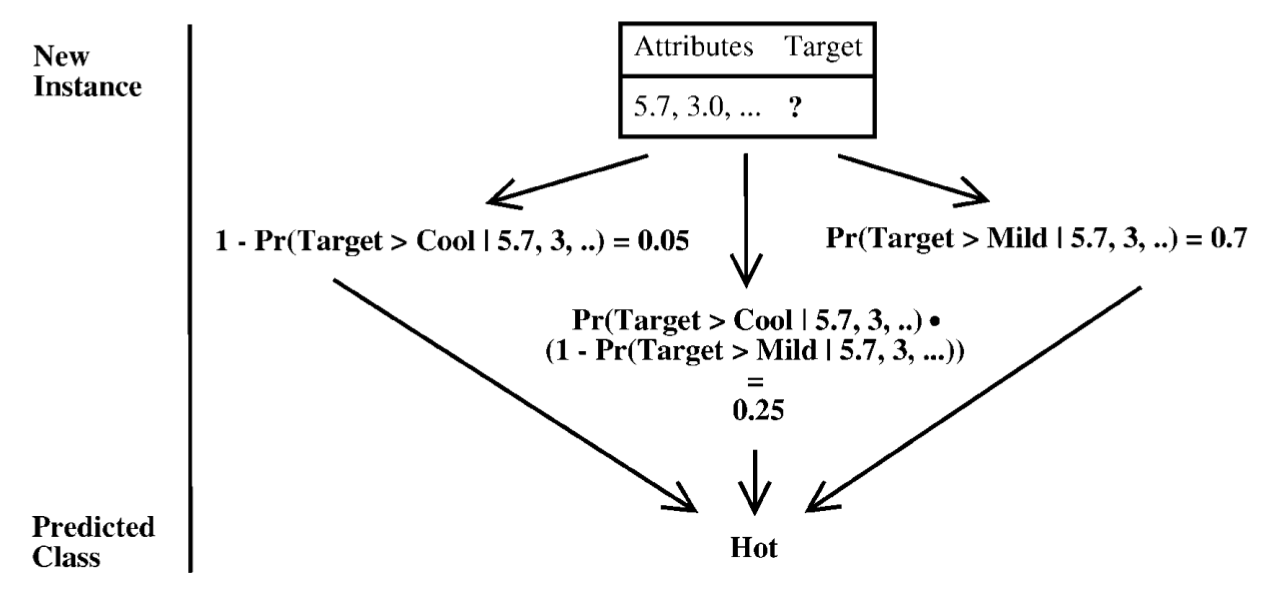 New
Instance
Attributes Target
5.7, 3.0, ... ?
1 - Pr(Target > Cool | 5.7, 3, ..) = 0.05
Pr(Target > Mild | 5.7, 3, ..) = 0.7
Pr(Target > Cool | 5.7, 3, ..) •
(1 - Pr(Target > Mild | 5.7, 3, ...))
=
0.25
Predicted
Class
Hot